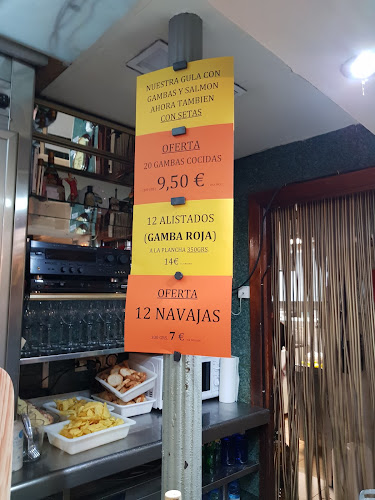 NUESTRA GULA CON
GAMBAS Y SALMON
AHORA TAMBIEN
CON SETAS
OFERTA
20 GAMBAS COCIDAS
9,50 €
12 ALISTADOS
(GAMBA ROJA)
A LA PLANCHA 350GRS
14€
OFERTA
12 NAVAJAS
7 €